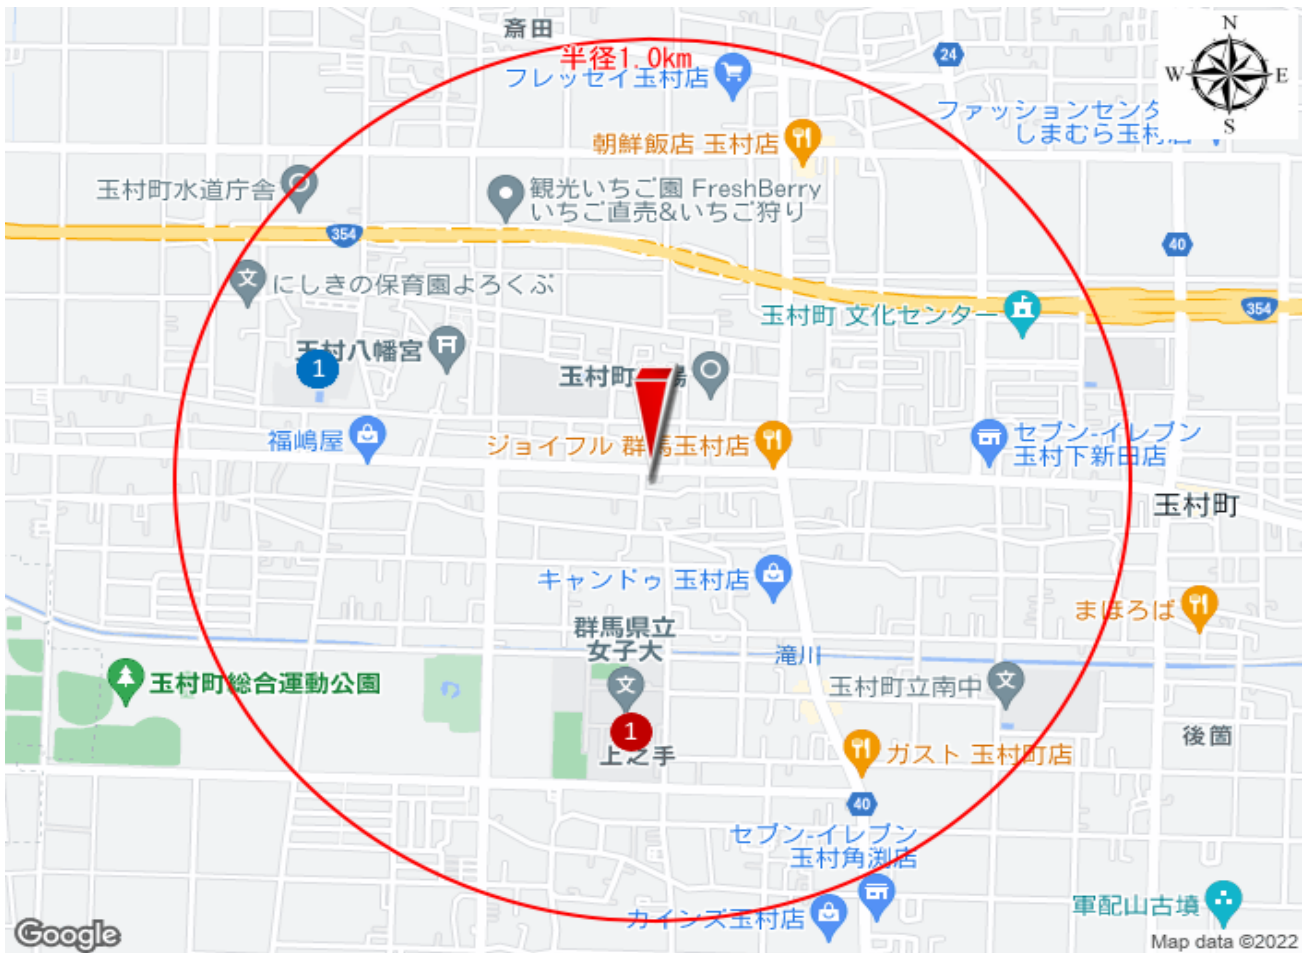 斎田
N
半径1.0km
24
W
E
フレッセイ玉村店
S
ファッションセンタ
しまむら玉村店
朝鮮飯店 玉村店
玉村町水道庁舎
観光いちご園 FreshBerry
いちご直売&いちご狩り
354
40
にしきの保育園よろくぶ
文
354
玉村町 文化センター
玉村八幡宮
1
玉村町
福嶋屋
ジョイフル 群馬玉村店
セブン-イレブン
玉村下新田店
玉村町
キャンドゥ 玉村店
まほろば
群馬県立
女子大
滝川
文
玉村町総合運動公園
玉村町立南中
文
1
上之手
後箇
ガスト 玉村町店
40
セブン-イレブン
玉村角渕店
カインズ玉村店
軍配山古墳
Google
Map data ©2022